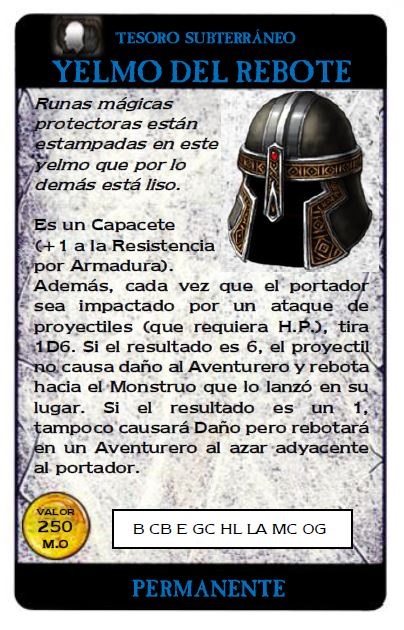 TESORO SUBTERRÁNEO
YELMO DEL REBOTE
Runas mágicas
protectoras están
estampadas en este
yelmo que por lo
demás está liso.
Es un Capacete
(+1 a la Resistencia
por Armadura).
Además, cada vez que el portador
sea impactado por un ataque de
proyectiles (que requiera H.P.), tira
1D6. Si el resultado es 6, el proyectil
no causa daño al Aventurero y rebota
hacia el Monstruo que lo lanzó en su
lugar. Si el resultado es un 1,
tampoco causará Daño pero rebotará
en un Aventurero al azar adyacente
al portador.
VALOR
250
M.O
B CB E GC HL LA MC OG
PERMANENTE